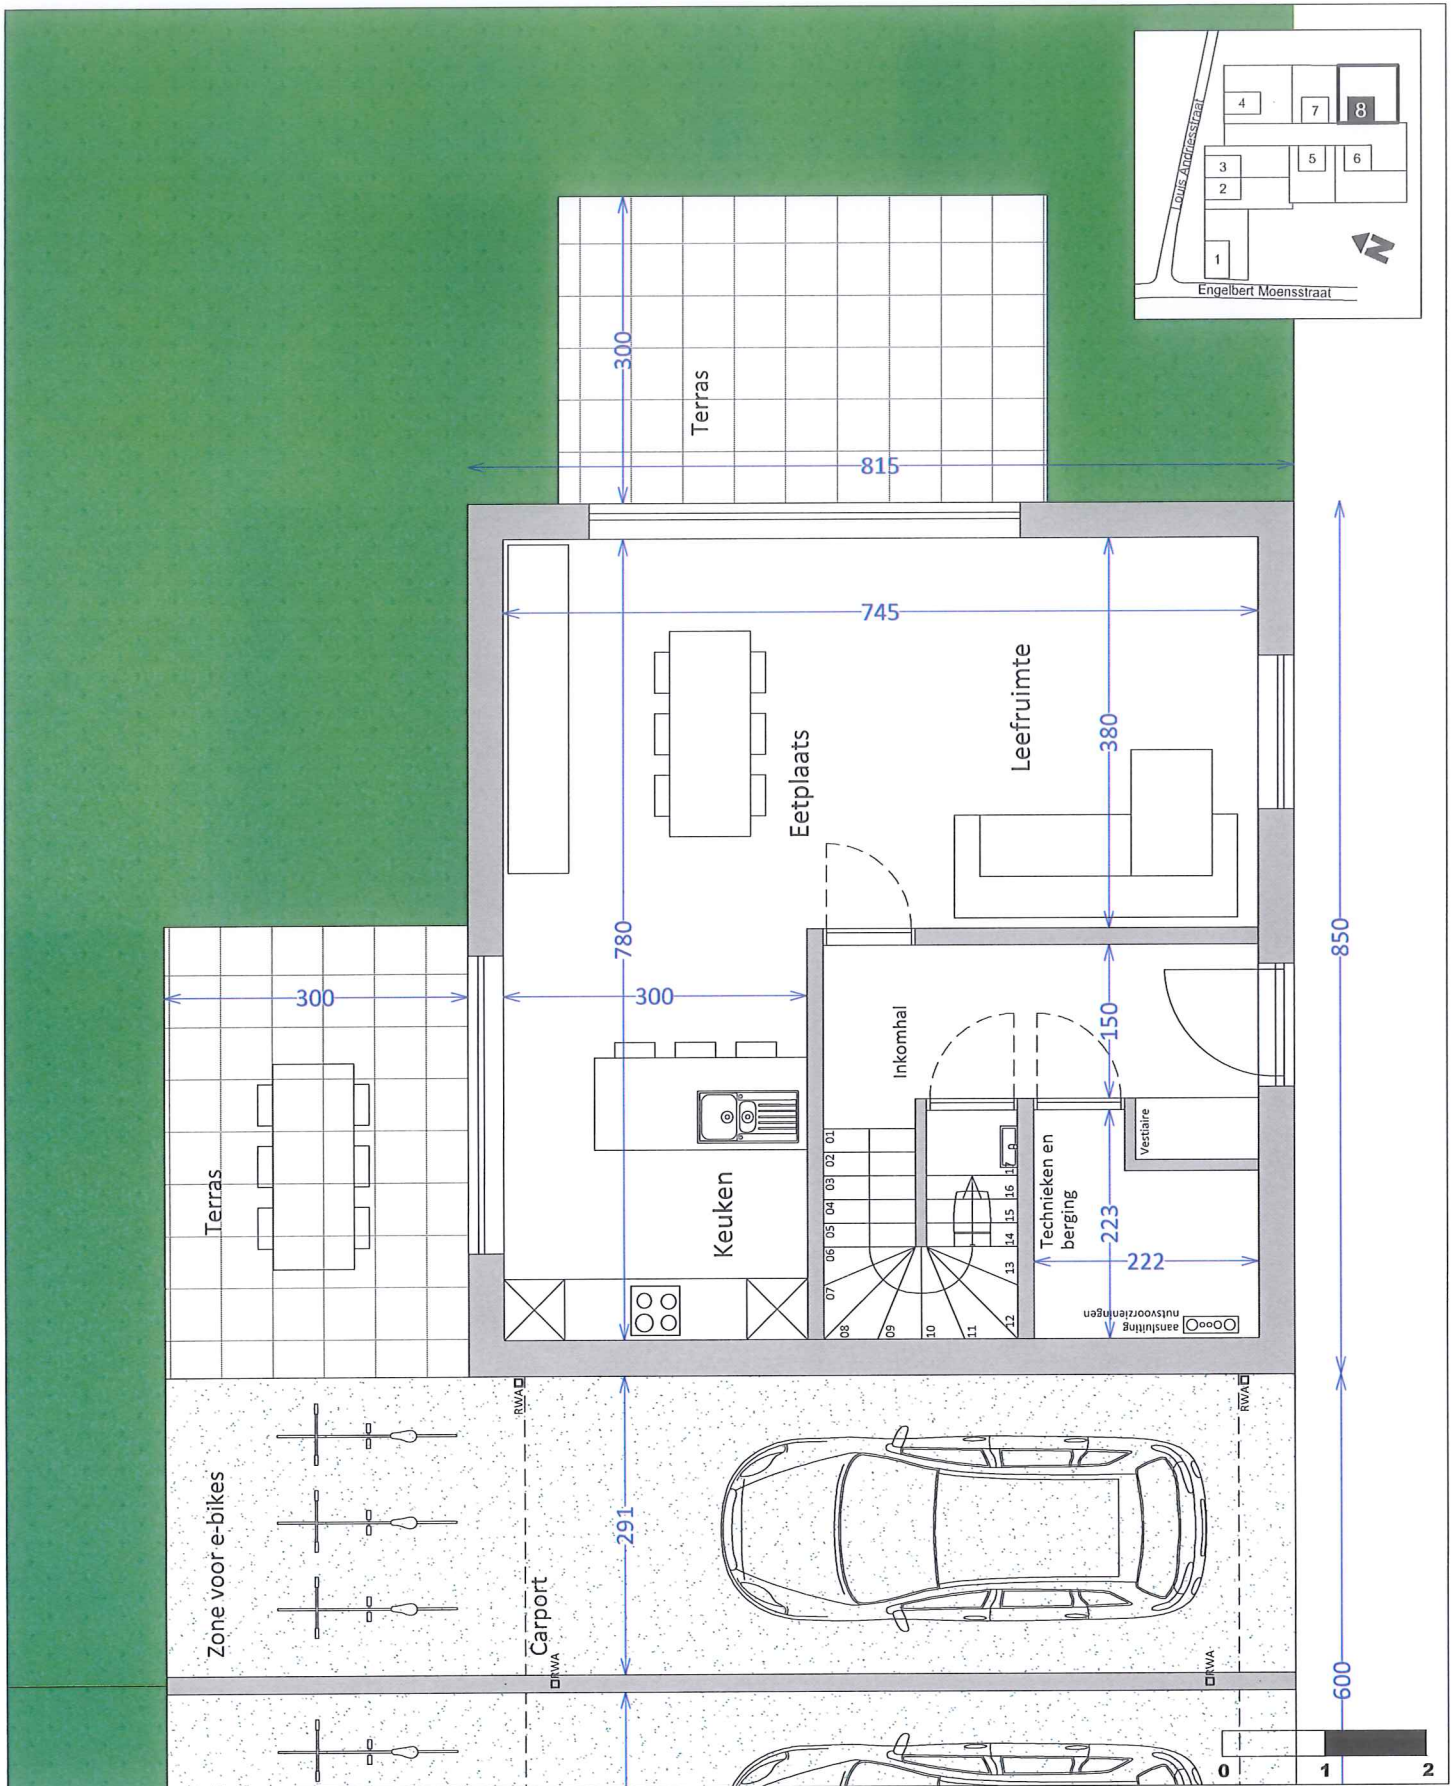 Louis Andriesstraat
4
7
8
3
2
5
6
1
N
Engelbert Moensstraat
300
Terras
815
745
Eetplaats
Leefruimte
380
780
850
300
300
Inkomhal
150
Terras
Keuken
Vestiaire
Technieken en
berging
223
222
aansluiting
nutsvoorzieningen
01
02
03
04
05
06
07
08
09
10
11
12
13
14
15
16
17
RWA
RWA
Zone voor e-bikes
291
Carport
RWA
RWA
600
0 1 2